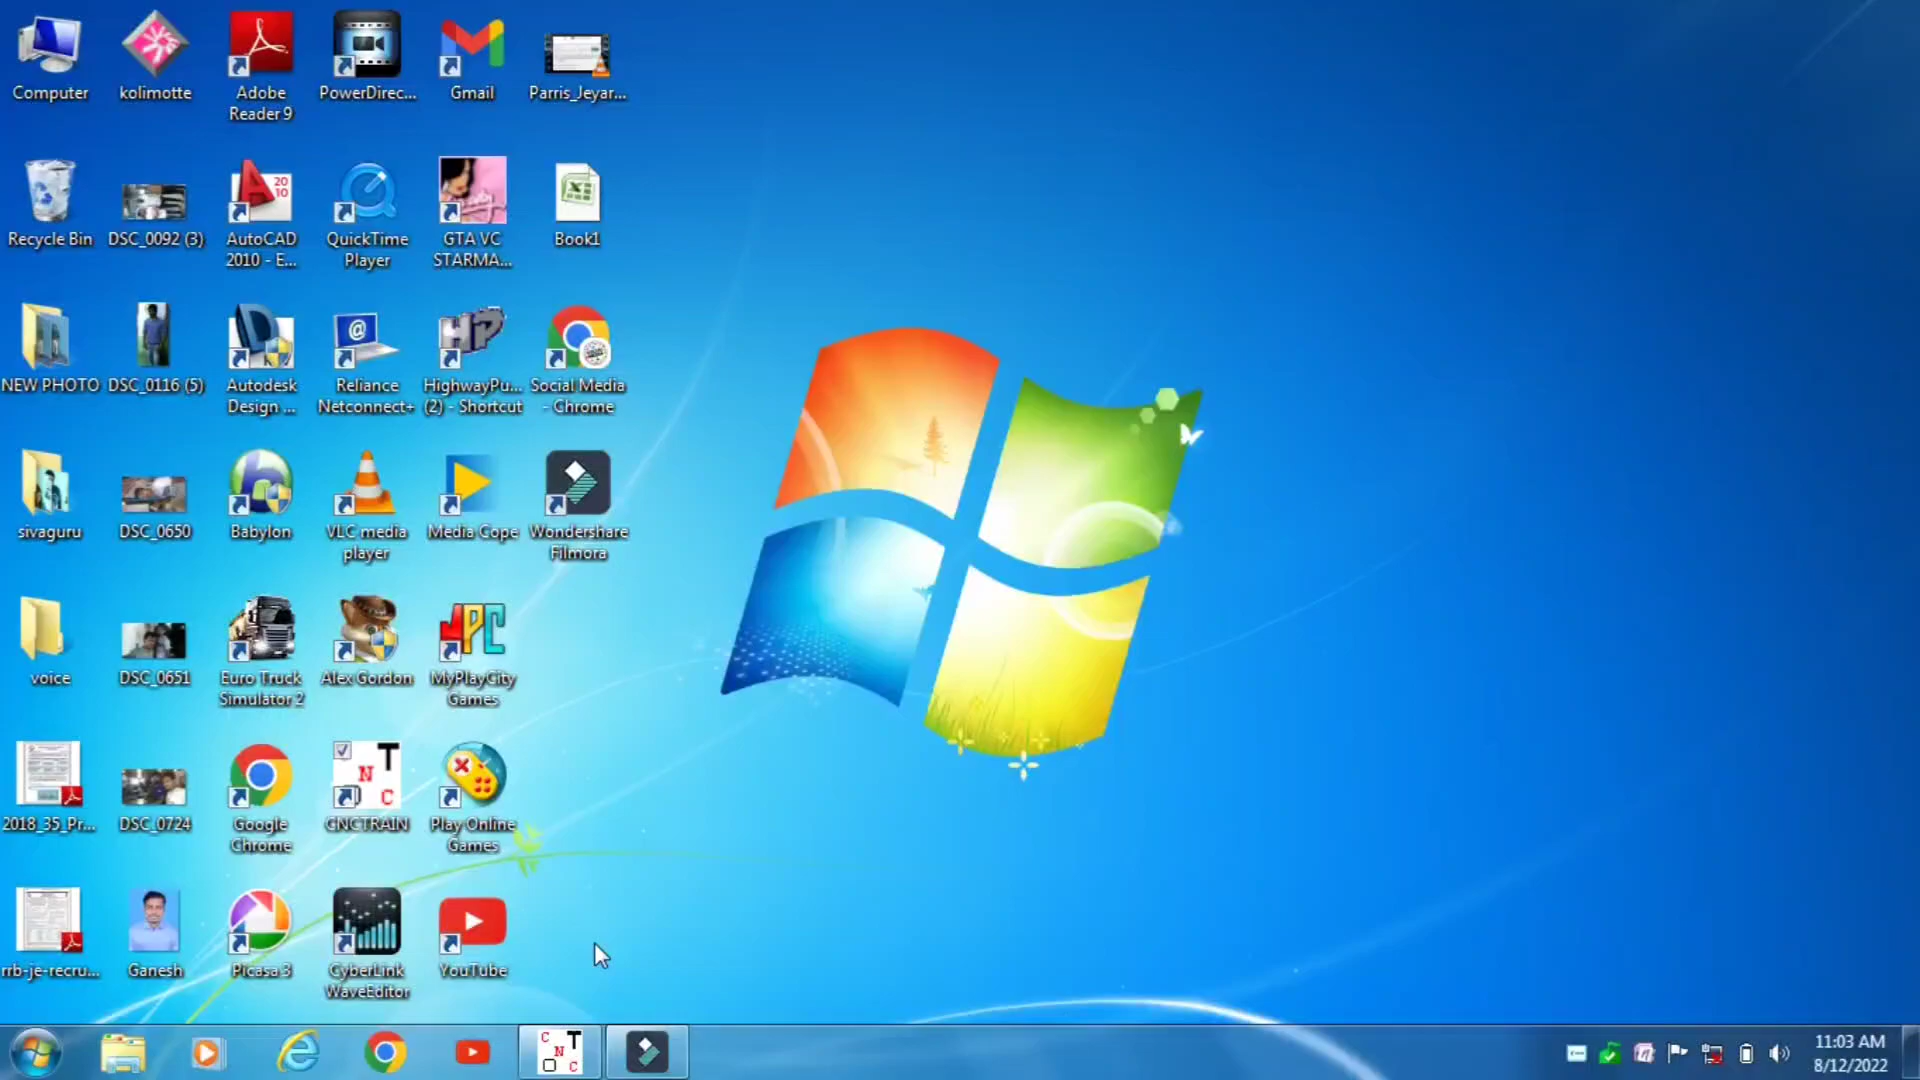 Computer
kolimotte
Adobe
Reader 9
PowerDirec...
Gmail
Parris_Jeyar...
Recycle Bin
DSC_0092 (3)
AutoCAD
2010 - E...
QuickTime
Player
GTA VC
STARMA...
Book1
NEW PHOTO
DSC_0116 (5)
Autodesk
Design ...
Reliance
Netconnect+
HighwayPu...
(2) - Shortcut
Social Media
- Chrome
sivaguru
DSC_0650
Babylon
VLC media
player
Media Cope
Wondershare
Filmora
voice
DSC_0651
Euro Truck
Simulator 2
Alex Gordon
MyPlayCity
Games
2018_35_Pr...
DSC_0724
Google
Chrome
CNCTRAIN
Play Online
Games
rrb-je-recru...
Ganesh
Picasa 3
CyberLink
WaveEditor
YouTube
11:03 AM
8/12/2022